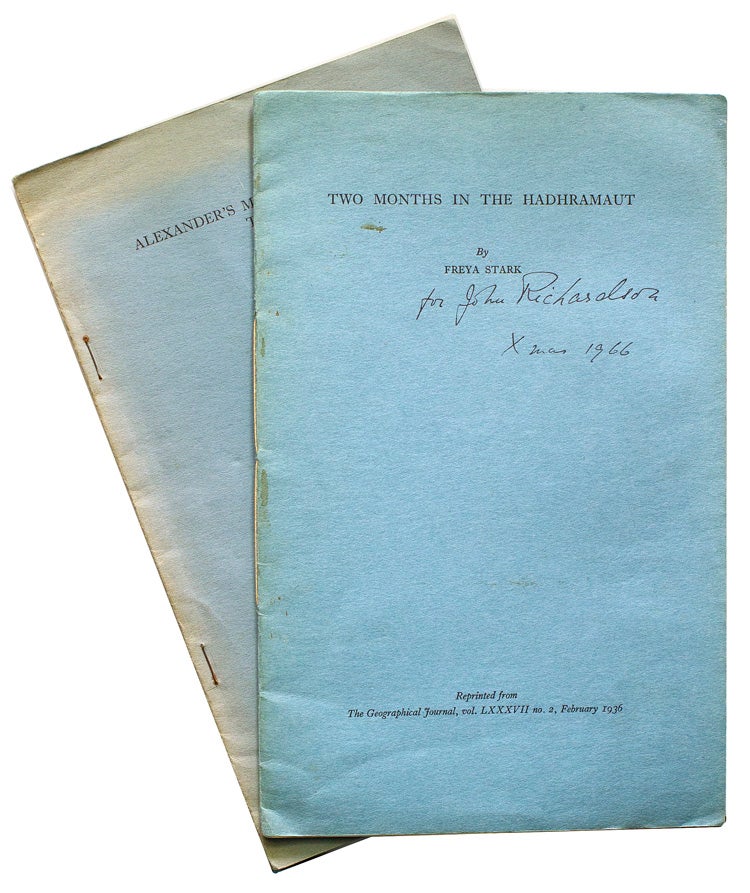 ALEXANDER'S M
TWO MONTHS IN THE HADHRAMAUT
By
FREYA STARK
for John Richardson
Xmas 1966
Reprinted from
The Geographical Journal, vol. LXXXVII no. 2, February 1936